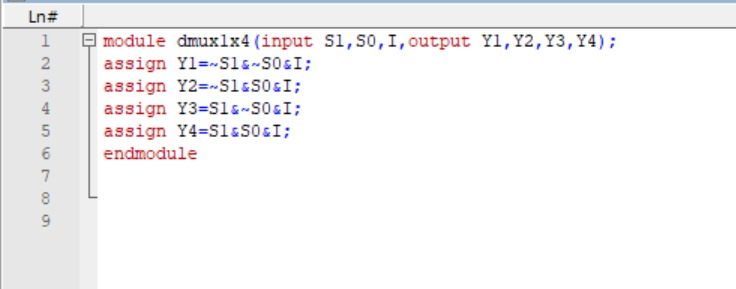 Ln#
1 module dmux1x4(input S1,S0,I,output Y1,Y2,Y3,Y4);
2 assign Y1=~S1&~S0&I;
3 assign Y2=~S1&S0&I;
4 assign Y3=S1&~S0&I;
5 assign Y4=S1&S0&I;
6 endmodule
7
8
9